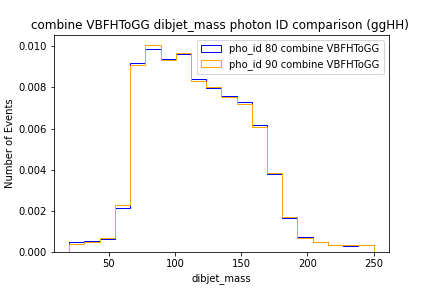 combine VBFHToGG dibjet_mass photon ID comparison (ggHH)
pho_id 80 combine VBFHToGG
pho_id 90 combine VBFHToGG
0.010
0.008
0.006
0.004
0.002
0.000
Number of Events
50
100
150
200
250
dibjet_mass